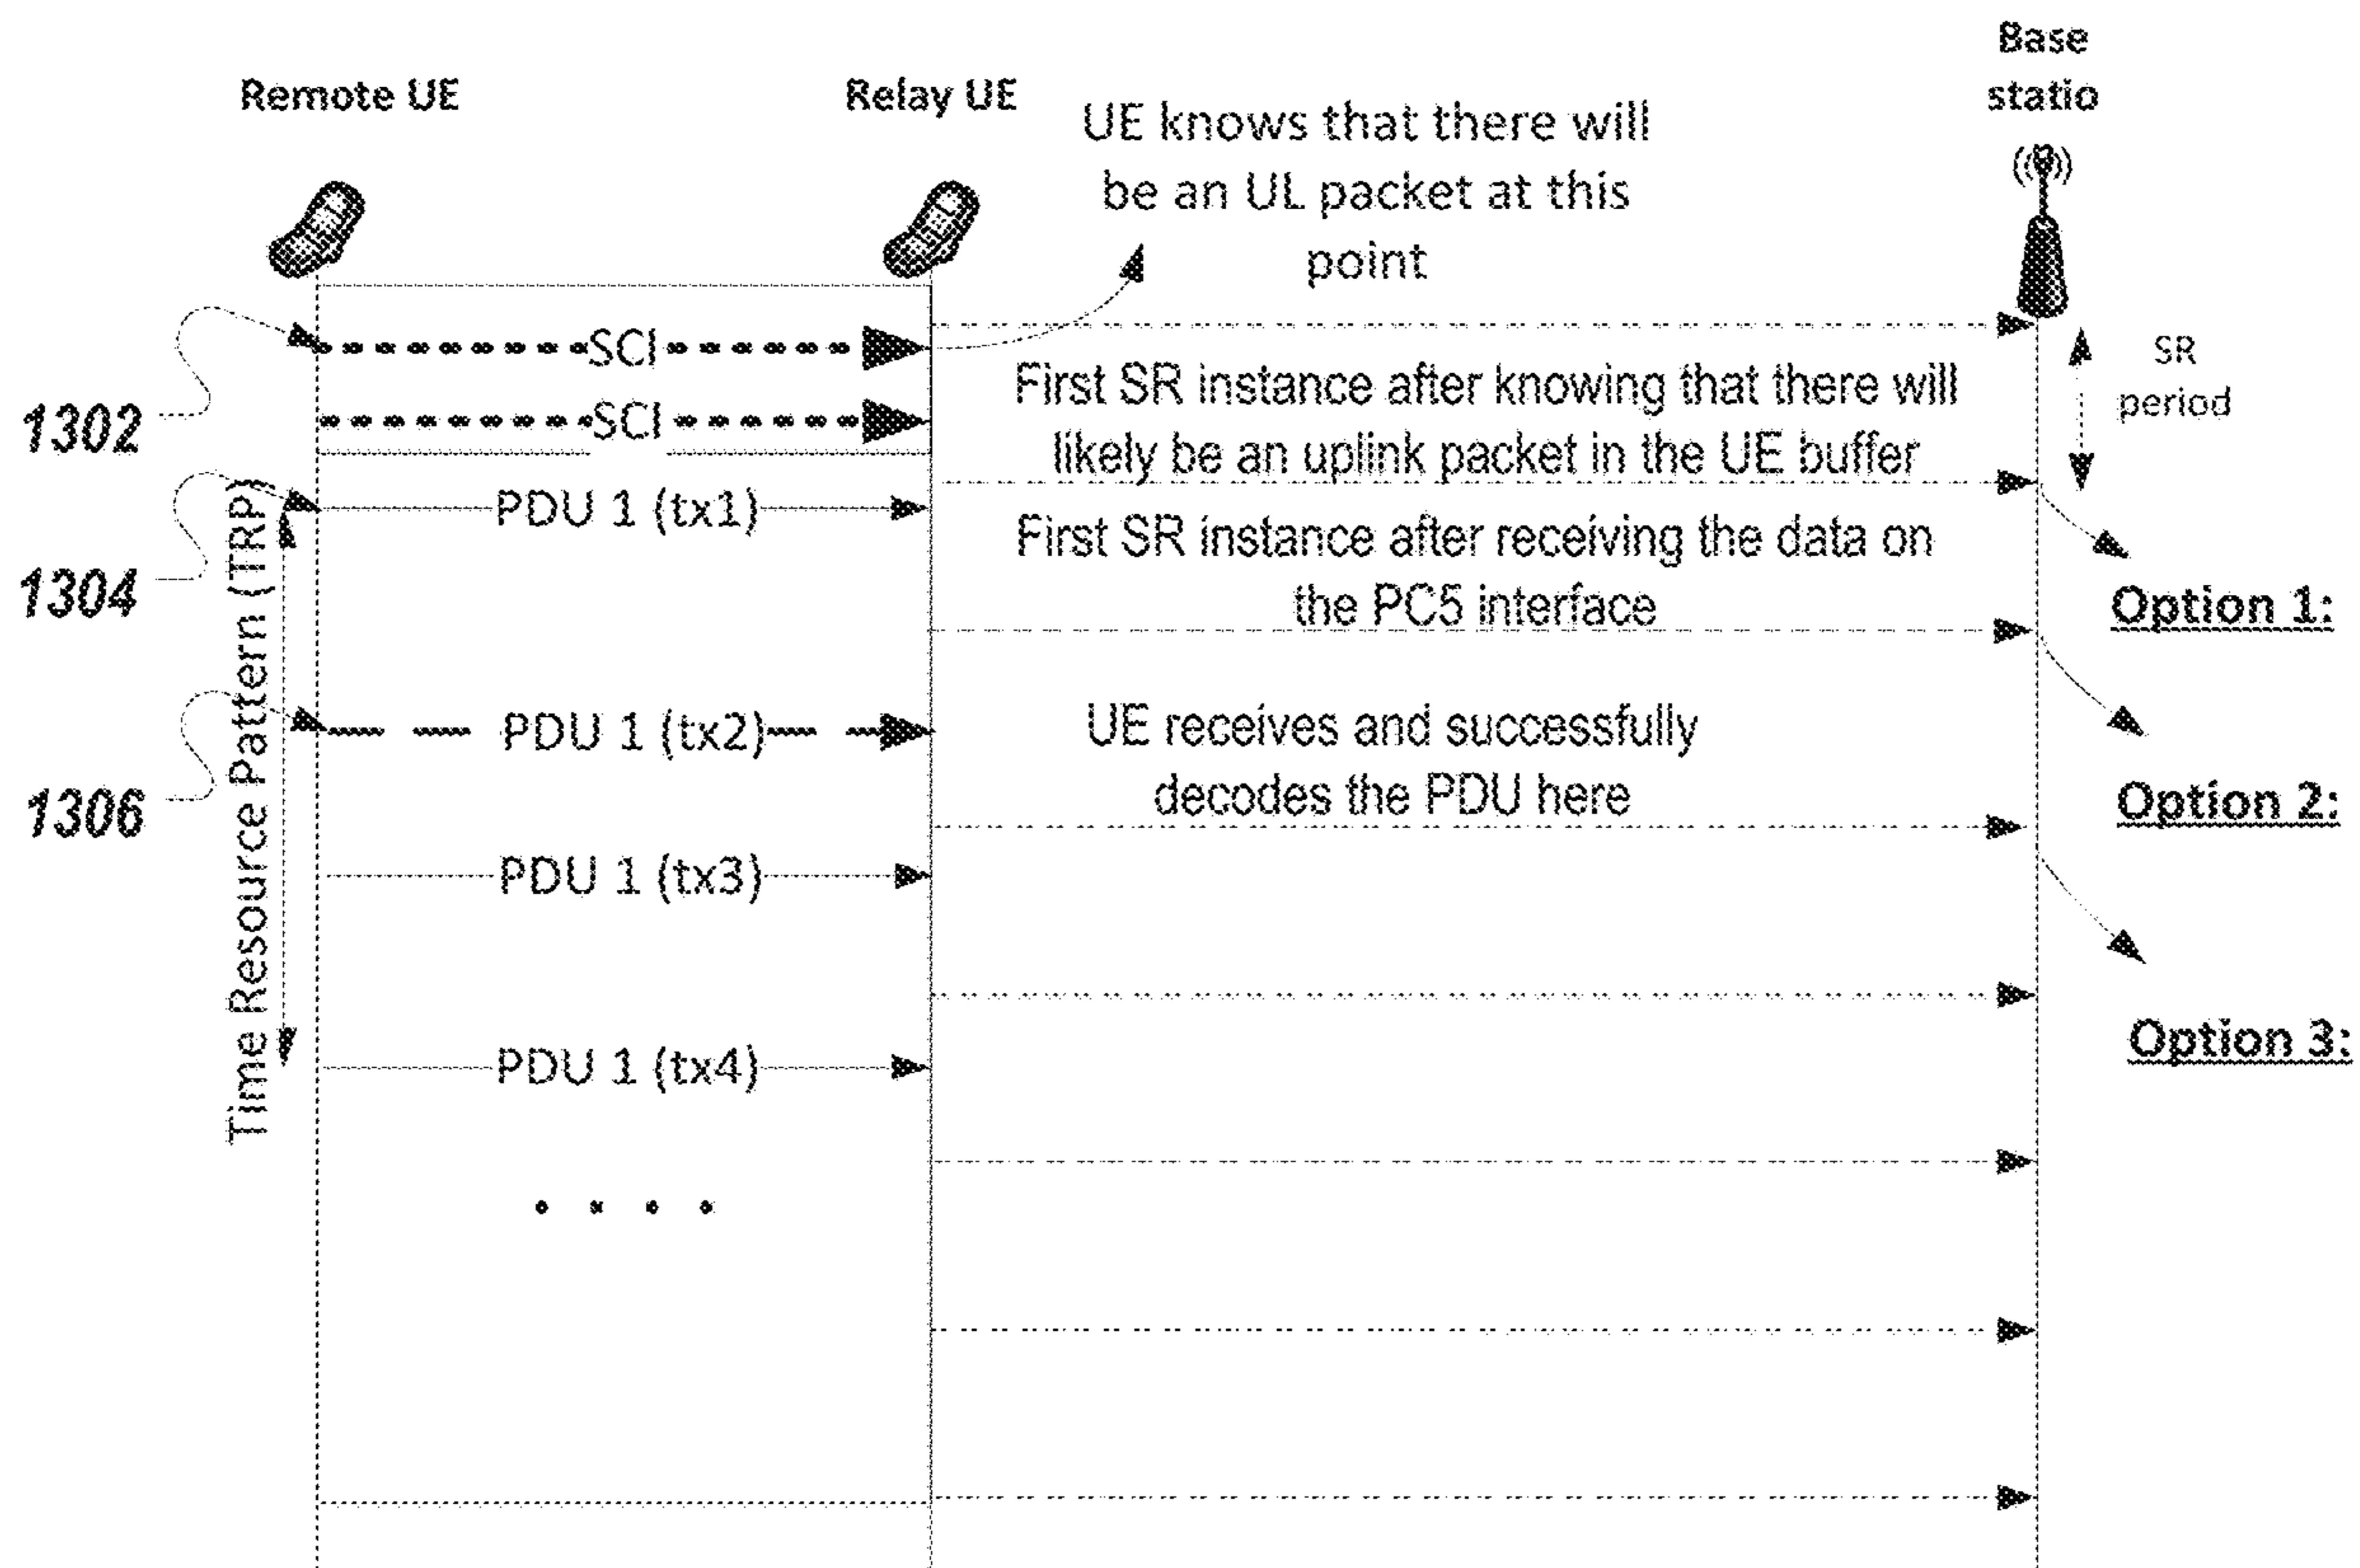 Base
statio
Remote UE
Relay UE
UE knows that there will
be an UL packet at this
point
SCI
SR
period
1302
SCI
First SR instance after knowing that there will
likely be an uplink packet in the UE buffer
PDU 1 (tx1)
First SR instance after receiving the data on
the PC5 interface
1304
Option 1:
Time Resource Pattern (TRP)
PDU 1 (tx2)
UE receives and successfully
decodes the PDU here
1306
Option 2:
PDU 1 (tx3)
Option 3:
PDU 1 (tx4)
. . . .